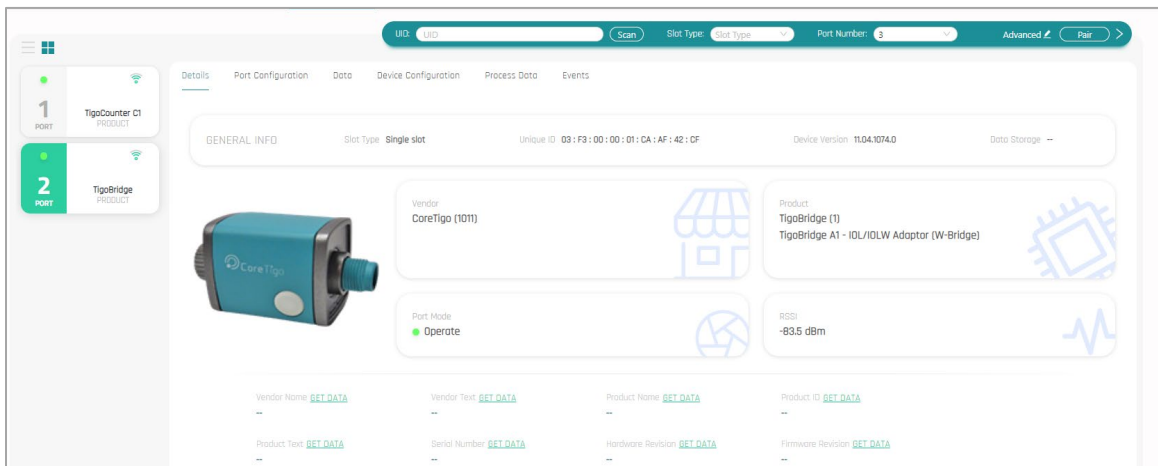 UID: UID Scan Slot Type: Slot Type Port Number: 3 Advanced Pair
1
PORT
TigoCounter C1
PRODUCT
2
PORT
TigoBridge
PRODUCT
Details Port Configuration Data Device Configuration Process Data Events
GENERAL INFO Slot Type Single slot Unique ID 03 : F3 : 00 : 00 : 01 : CA : AF : 42 : CF Device Version 11.04.1074.0 Data Storage --
CoreTigo
Vendor
CoreTigo (1011)
Product
TigoBridge (1)
TigoBridge A1 - IOL/IOLW Adaptor (W-Bridge)
Port Mode
Operate
RSSI
-83.5 dBm
Vendor Name GET DATA Vendor Text GET DATA Product Name GET DATA Product ID GET DATA
-- -- -- --
Product Text GET DATA Serial Number GET DATA Hardware Revision GET DATA Firmware Revision GET DATA
-- -- -- --